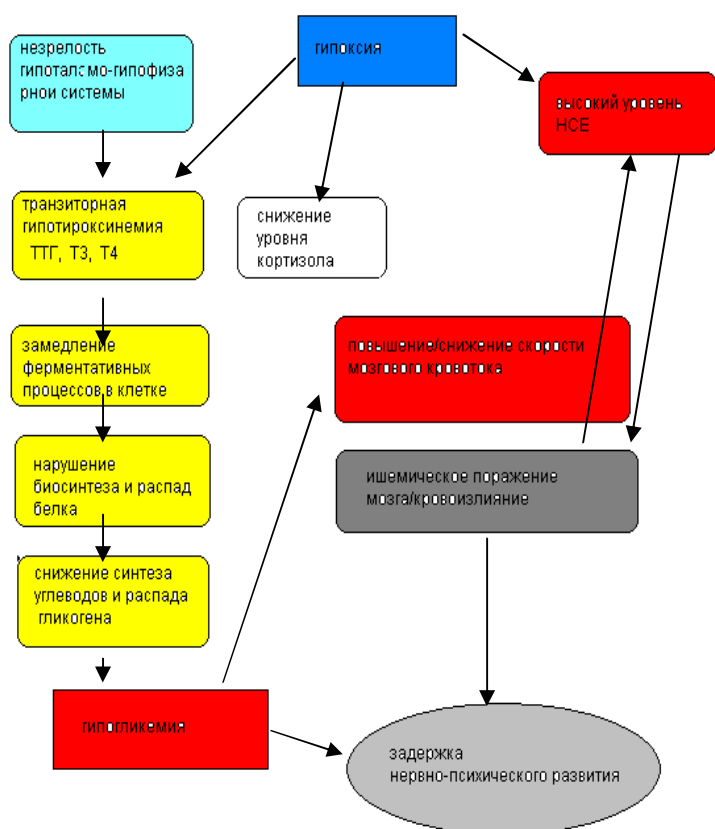 незрелость
гипоталамо-гипофиза
рной системы
гипоксия
высокий уровень
НСЕ
транзиторная
гипотироксинемия
ТТГ, Т3, Т4
снижение
уровня
кортизола
замедление
ферментативных
процессов в клетке
повышение/снижение скорости
мозгового кровотока
нарушение
биосинтеза и распад
белка
ишемическое поражение
мозга/кровоизлияние
снижение синтеза
углеводов и распада
гликогена
гипогликемия
задержка
нервно-психического развития